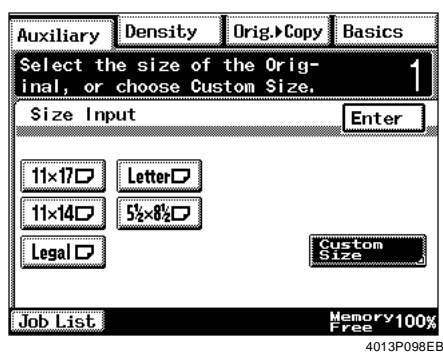 Auxiliary Density Orig.▸Copy Basics
Select the size of the Orig-
inal, or choose Custom Size. 1
Size Input Enter
11×17 Letter
11×14 5½×8½
Legal
Custom
Size
Job List Memory Free 100%
4013P098EB